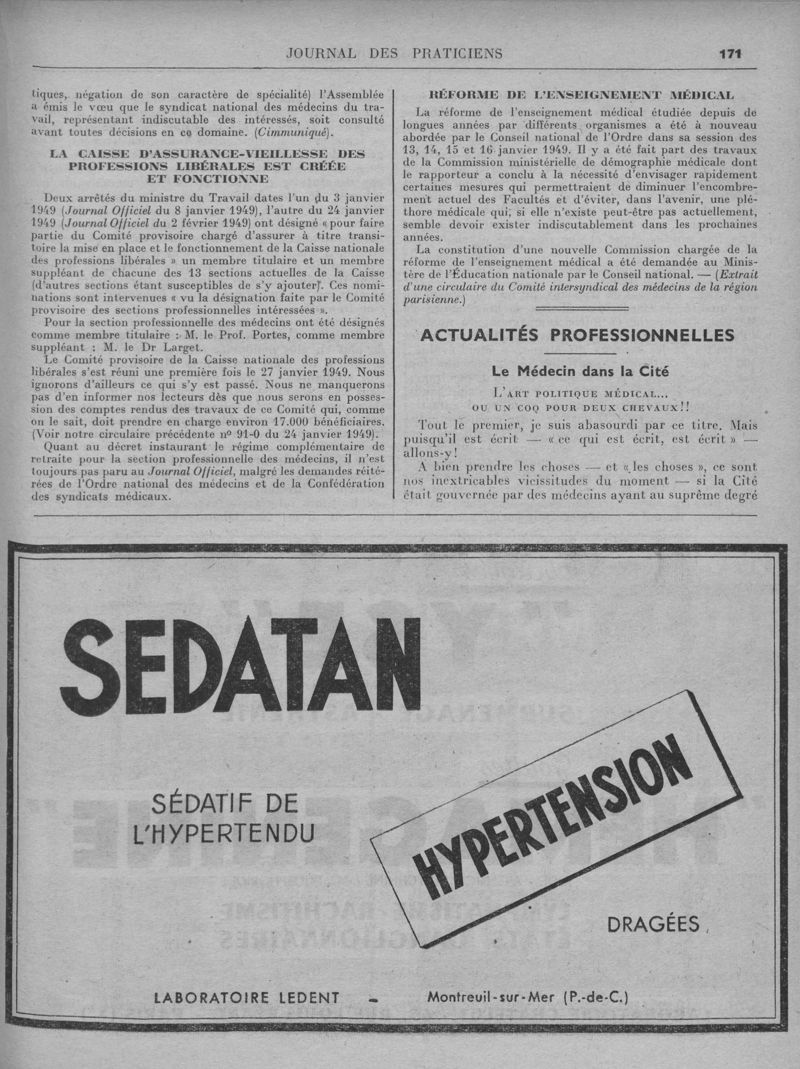 JOURNAL DES PRATICIENS 171
tiques, négation de son caractère de spécialité) l'Assemblée
a émis le vœu que le syndicat national des médecins du tra-
vail, représentant indiscutable des intéressés, soit consulté
avant toutes décisions en ce domaine. (Cimmuniqué).
LA CAISSE D'ASSURANCE-VIEILLESSE DES
PROFESSIONS LIBÉRALES EST CRÉÉE
ET FONCTIONNE
Deux arrêtés du ministre du Travail dates l'un du 3 janvier
1949 (Journal Officiel du 8 janvier 1949), l'autre du 24 janvier
1949 (Journal Officiel du 2 février 1949) ont désigné « pour faire
partie du Comité provisoire chargé d'assurer à titre transi-
toire la mise en place et le fonctionnement de la Caisse nationale
des professions libérales » un membre titulaire et un membre
suppléant de chacune des 13 sections actuelles de la Caisse
(d'autres sections étant susceptibles de s'y ajouter). Ces nomi-
nations sont intervenues « vu la désignation faite par le Comité
provisoire des sections professionnelles intéressées ».
Pour la section professionnelle des médecins ont été désignés
comme membre titulaire : M. le Prof. Portes, comme membre
suppléant : M. le Dr Larget.
Le Comité provisoire de la Caisse nationale des professions
libérales s'est réuni une première fois le 27 janvier 1949. Nous
ignorons d'ailleurs ce qui s'y est passé. Nous ne manquerons
pas d'en informer nos lecteurs dès que nous serons en posses-
sion des comptes rendus des travaux de ce Comité qui, comme
on le sait, doit prendre en charge environ 17.000 bénéficiaires.
(Voir notre circulaire précédente nº 91-0 du 24 janvier 1949).
Quant au décret instaurant le régime complémentaire de
retraite pour la section professionnelle des médecins, il n'est
toujours pas paru au Journal Officiel, malgré les demandes réité-
rées de l'Ordre national des médecins et de la Confédération
des syndicats médicaux.
RÉFORME DE L'ENSEIGNEMENT MÉDICAL
La réforme de l'enseignement médical étudiée depuis de
longues années par différents organismes a été à nouveau
abordée par le Conseil national de l'Ordre dans sa session des
13, 14, 15 et 16 janvier 1949. Il y a été fait part des travaux
de la Commission ministérielle de démographie médicale dont
le rapporteur a conclu à la nécessité d'envisager rapidement
certaines mesures qui permettraient de diminuer l'encombre-
ment actuel des Facultés et d'éviter, dans l'avenir, une plé-
thore médicale qui, si elle n'existe peut-être pas actuellement,
semble devoir exister indiscutablement dans les prochaines
années.
La constitution d'une nouvelle Commission chargée de la
réforme de l'enseignement médical a été demandée au Minis-
tère de l'Éducation nationale par le Conseil national. — (Extrait
d'une circulaire du Comité intersyndical des médecins de la région
parisienne.)
ACTUALITÉS PROFESSIONNELLES
Le Médecin dans la Cité
L'ART POLITIQUE MÉDICAL...
OU UN COQ POUR DEUX CHEVAUX!!
Tout le premier, je suis abasourdi par ce titre. Mais
puisqu'il est écrit — « ce qui est écrit, est écrit » —
allons-y !
A bien prendre les choses — et « les choses », ce sont
nos inextricables vicissitudes du moment — si la Cité
était gouvernée par des médecins ayant au suprême degré
SEDATAN
SÉDATIF DE
L'HYPERTENDU
HYPERTENSION
DRAGÉES
LABORATOIRE LEDENT - Montreuil-sur-Mer (P.-de-C.)